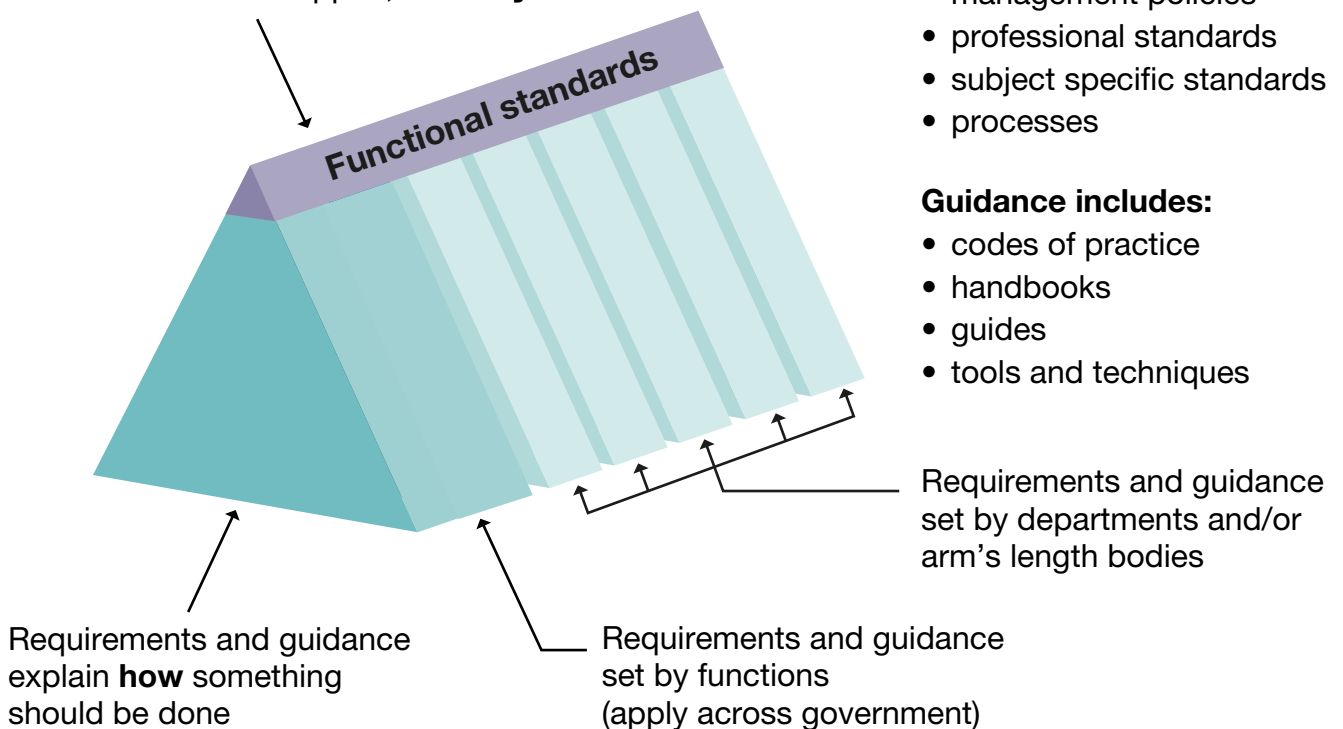 Functional standards
management policies
• professional standards
• subject specific standards
• processes
Guidance includes:
• codes of practice
• handbooks
• guides
• tools and techniques
Requirements and guidance
set by departments and/or
arm's length bodies
Requirements and guidance
explain how something
should be done
Requirements and guidance
set by functions
(apply across government)